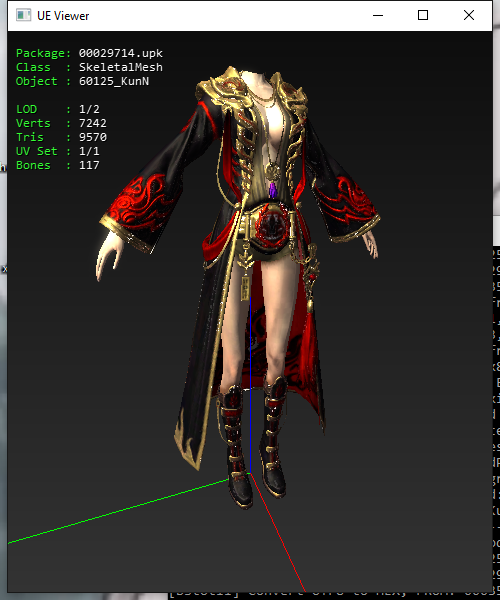 UE Viewer
Package: 00029714.upk
Class  : SkeletalMesh
Object : 60125_KunN
LOD    : 1/2
Verts  : 7242
Tris   : 9570
UV Set : 1/1
Bones  : 117